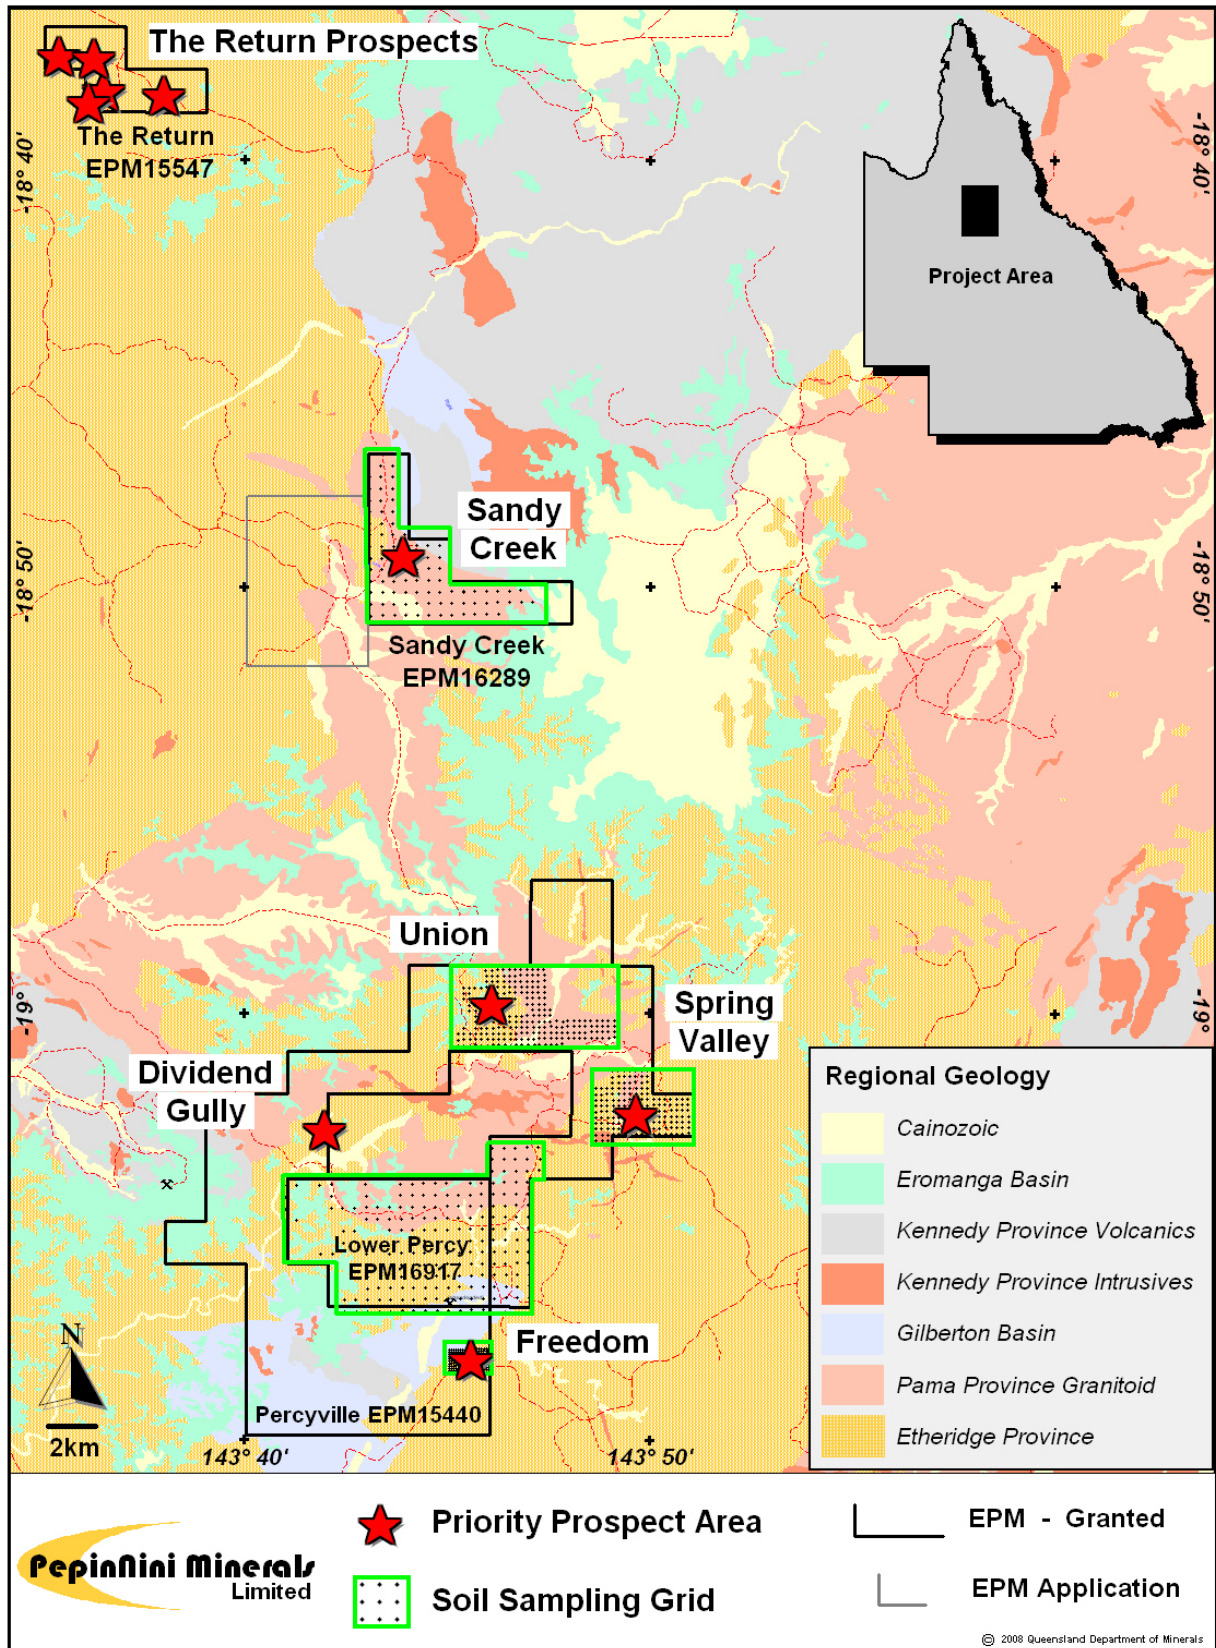 The Return Prospects
The Return
EPM15547
-18° 40'
-18° 40'
Project Area
Sandy
Creek
-18° 50'
-18° 50'
Sandy Creek
EPM16289
Union
Spring
Valley
-19°
-19°
Dividend
Gully
Lower Percy
EPM16917
Freedom
Percyville EPM15440
N
2km
143° 40'
143° 50'
Regional Geology
Cainozoic
Eromanga Basin
Kennedy Province Volcanics
Kennedy Province Intrusives
Gilberton Basin
Pama Province Granitoid
Etheridge Province
PepinNini Minerals
Limited
Priority Prospect Area
Soil Sampling Grid
EPM - Granted
EPM Application
© 2008 Queensland Department of Minerals